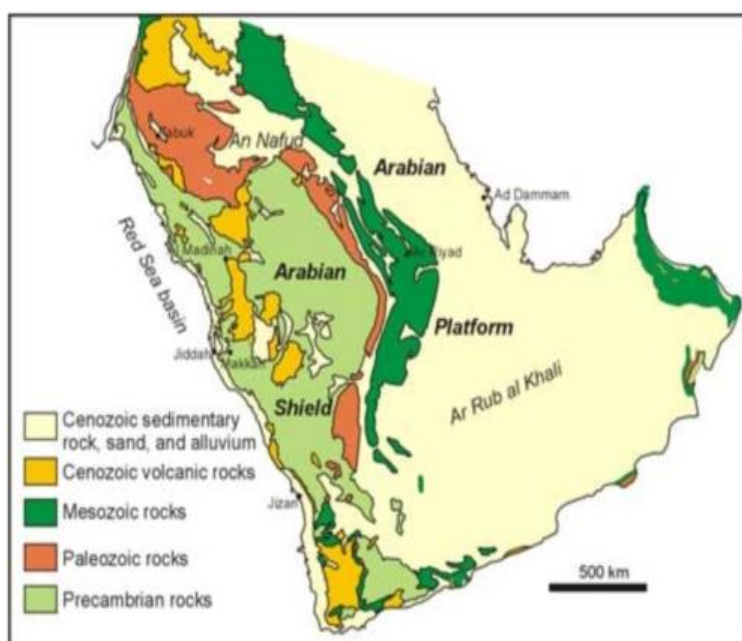 Tabuk
An Nafud
Arabian
Ad Dammam
Red Sea basin
Al Madinah
Ar Riyad
Arabian
Platform
Jiddah
Makkah
Ar Rub al Khali
Shield
Jizan
Cenozoic sedimentary
rock, sand, and alluvium
Cenozoic volcanic rocks
Mesozoic rocks
Paleozoic rocks
Precambrian rocks
500 km